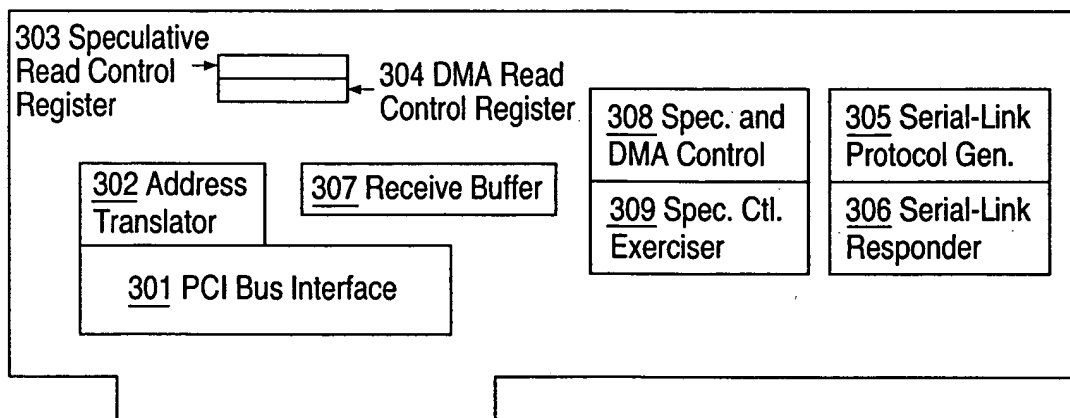 303 Speculative
Read Control
Register
304 DMA Read
Control Register
308 Spec. and
DMA Control
305 Serial-Link
Protocol Gen.
302 Address
Translator
307 Receive Buffer
309 Spec. Ctl.
Exerciser
306 Serial-Link
Responder
301 PCI Bus Interface